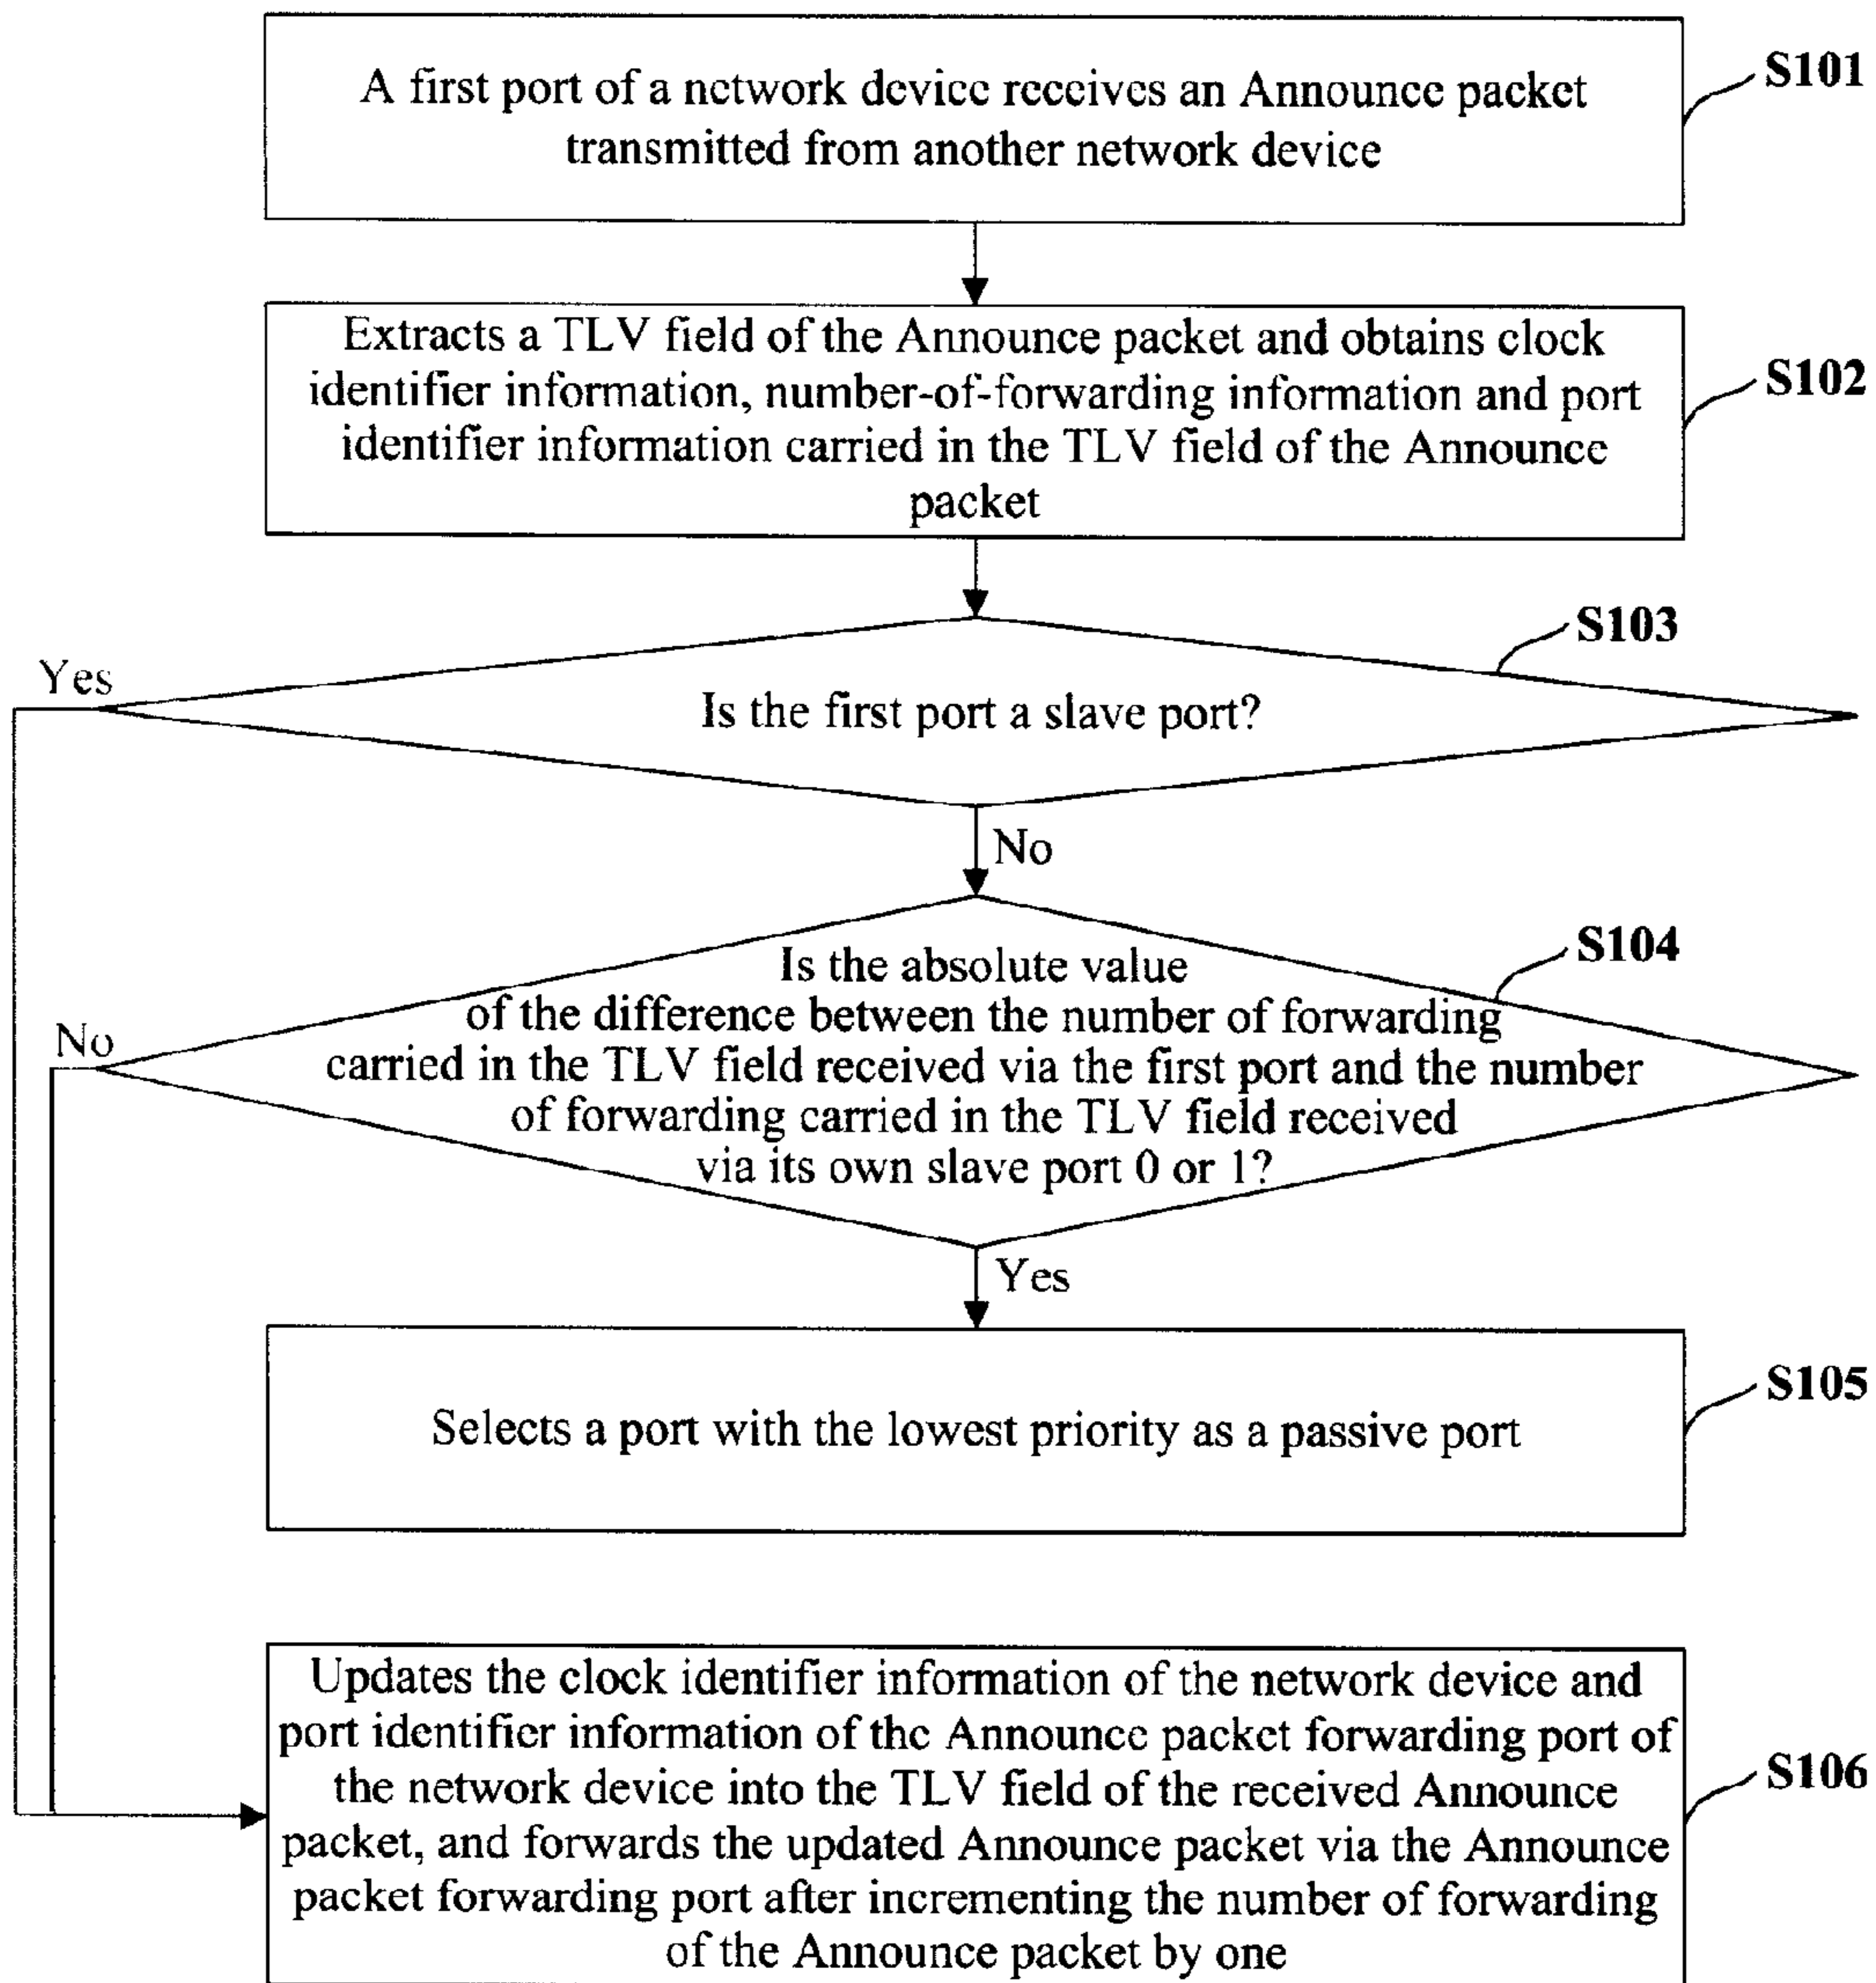 A first port of a network device receives an Announce packet
transmitted from another network device
S101
Extracts a TLV field of the Announce packet and obtains clock
identifier information, number-of-forwarding information and port
identifier information carried in the TLV field of the Announce
packet
S102
S103
Yes
Is the first port a slave port?
No
S104
Is the absolute value
of the difference between the number of forwarding
No
carried in the TLV field received via the first port and the number
of forwarding carried in the TLV field received
via its own slave port 0 or 1?
Yes
Selects a port with the lowest priority as a passive port
S105
Updates the clock identifier information of the network device and
port identifier information of the Announce packet forwarding port of
the network device into the TLV field of the received Announce
packet, and forwards the updated Announce packet via the Announce
packet forwarding port after incrementing the number of forwarding
of the Announce packet by one
S106